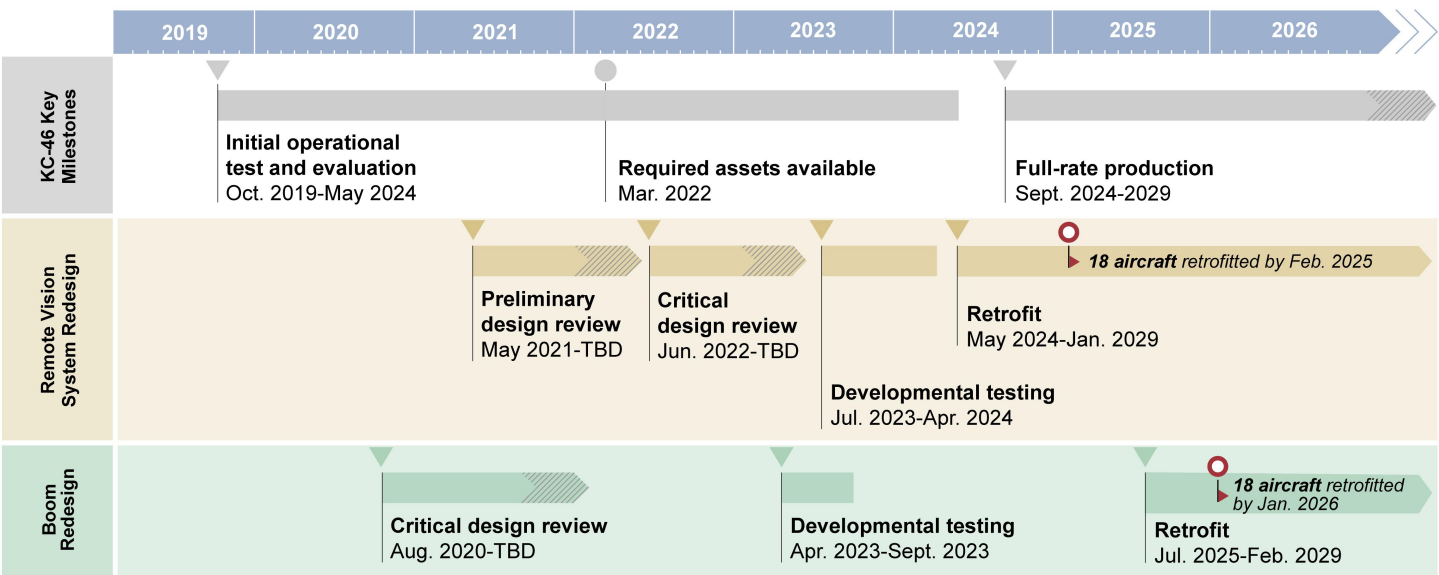 2019 2020 2021 2022 2023 2024 2025 2026
KC-46 Key
Milestones
Initial operational
test and evaluation
Oct. 2019-May 2024
Required assets available
Mar. 2022
Full-rate production
Sept. 2024-2029
Remote Vision
System Redesign
Preliminary
design review
May 2021-TBD
Critical
design review
Jun. 2022-TBD
Developmental testing
Jul. 2023-Apr. 2024
Retrofit
May 2024-Jan. 2029
18 aircraft retrofitted by Feb. 2025
Boom
Redesign
Critical design review
Aug. 2020-TBD
Developmental testing
Apr. 2023-Sept. 2023
Retrofit
Jul. 2025-Feb. 2029
18 aircraft retrofitted
by Jan. 2026